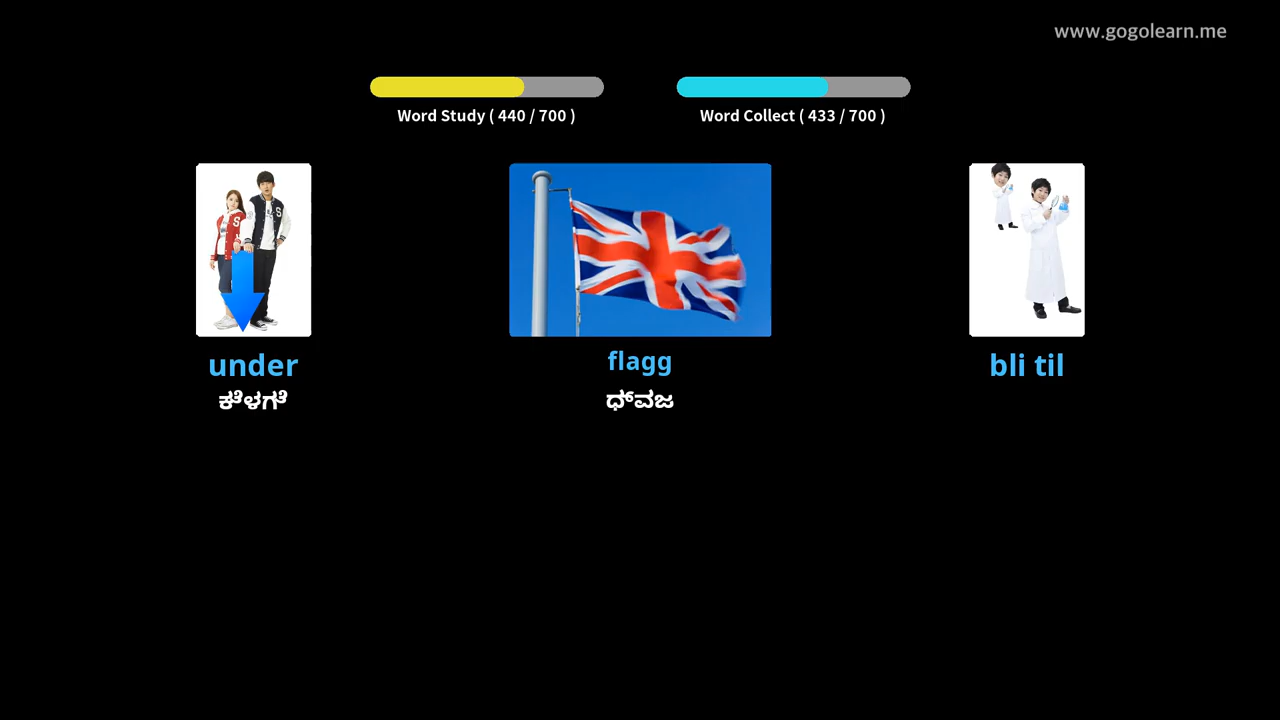 www.gogolearn.me
Word Study ( 440 / 700 )
Word Collect ( 433 / 700 )
under
ಕೆಳಗೆ
flagg
ಧ್ವಜ
bli til